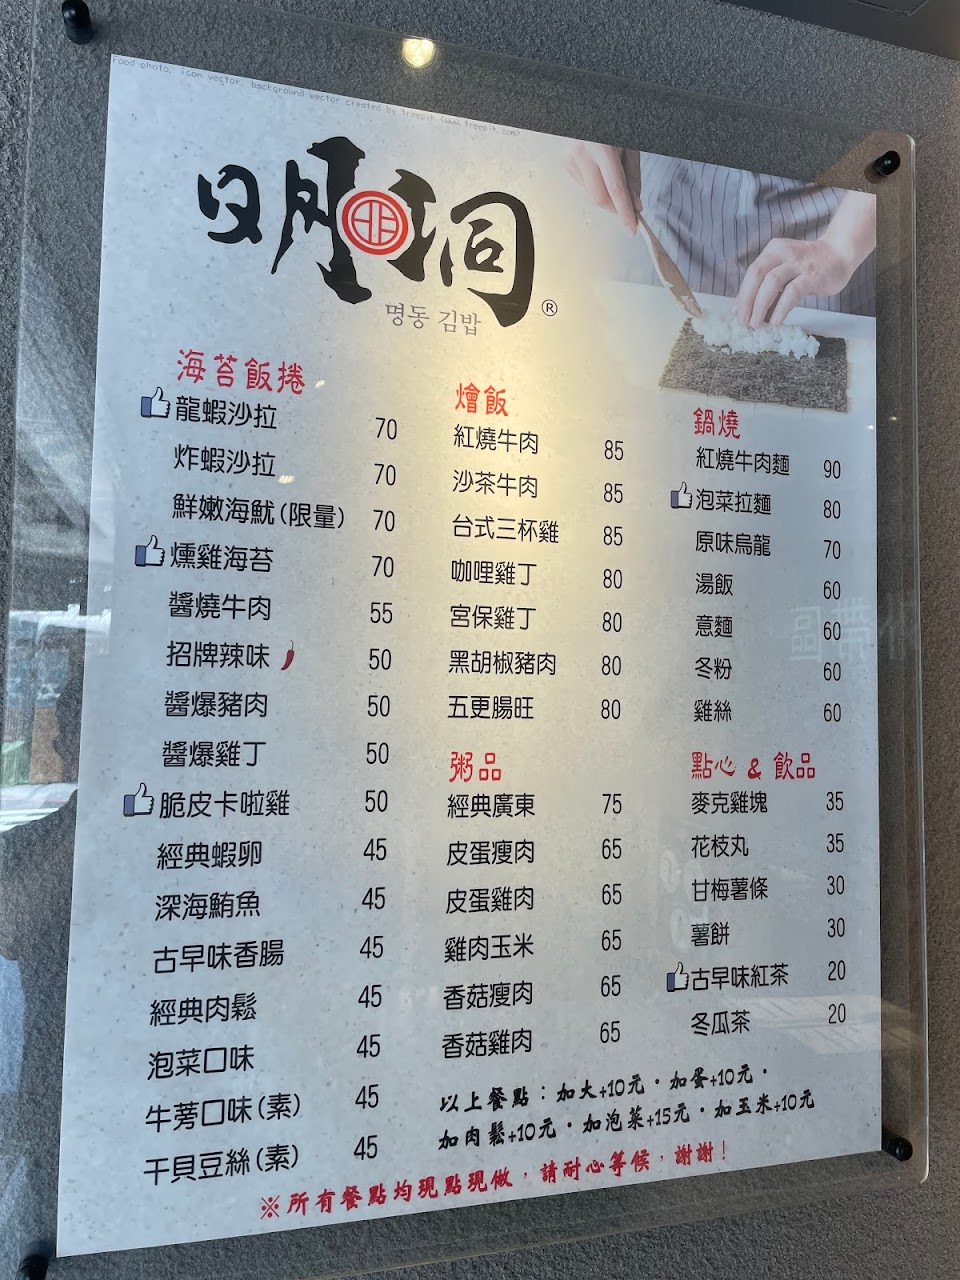 Food photo, icon vector, background vector created by freepik (www.freepik.com)
明洞
®
명동 김밥
海苔飯捲
龍蝦沙拉 70
炸蝦沙拉 70
鮮嫩海魷(限量) 70
燻雞海苔 70
醬燒牛肉 55
招牌辣味 50
醬爆豬肉 50
醬爆雞丁 50
脆皮卡啦雞 50
經典蝦卵 45
深海鮪魚 45
古早味香腸 45
經典肉鬆 45
泡菜口味 45
牛蒡口味(素) 45
干貝豆絲(素) 45
燴飯
紅燒牛肉 85
沙茶牛肉 85
台式三杯雞 85
咖哩雞丁 80
宮保雞丁 80
黑胡椒豬肉 80
五更腸旺 80
粥品
經典廣東 75
皮蛋瘦肉 65
皮蛋雞肉 65
雞肉玉米 65
香菇瘦肉 65
香菇雞肉 65
鍋燒
紅燒牛肉麵 90
泡菜拉麵 80
原味烏龍 70
湯飯 60
意麵 60
冬粉 60
雞絲 60
點心 & 飲品
麥克雞塊 35
花枝丸 35
甘梅薯條 30
薯餅 30
古早味紅茶 20
冬瓜茶 20
以上餐點：加大+10元・加蛋+10元・
加肉鬆+10元・加泡菜+15元・加玉米+10元
※所有餐點均現點現做，請耐心等候，謝謝！